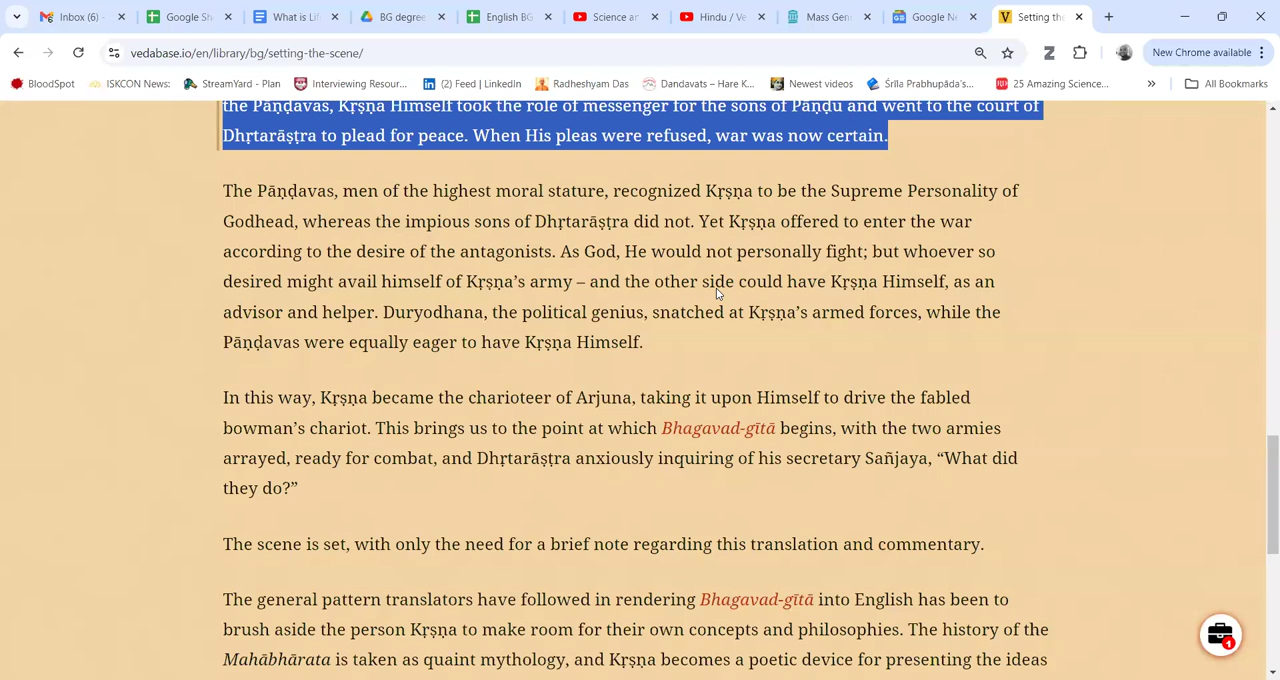 Inbox (6) -
Google Sh
What is Lif
BG degree
English BG
Science an
Hindu / Ve
Mass Gen
Google Ne
Setting the
vedabase.io/en/library/bg/setting-the-scene/
New Chrome available
BloodSpot
ISKCON News:
StreamYard - Plan
Interviewing Resour...
(2) Feed | LinkedIn
Radheshyam Das
Dandavats – Hare K...
Newest videos
Śrīla Prabhupāda's...
25 Amazing Science...
»
All Bookmarks
the Pāṇḍavas, Kṛṣṇa Himself took the role of messenger for the sons of Pāṇḍu and went to the court of
Dhṛtarāṣṭra to plead for peace. When His pleas were refused, war was now certain.
The Pāṇḍavas, men of the highest moral stature, recognized Kṛṣṇa to be the Supreme Personality of
Godhead, whereas the impious sons of Dhṛtarāṣṭra did not. Yet Kṛṣṇa offered to enter the war
according to the desire of the antagonists. As God, He would not personally fight; but whoever so
desired might avail himself of Kṛṣṇa’s army – and the other side could have Kṛṣṇa Himself, as an
advisor and helper. Duryodhana, the political genius, snatched at Kṛṣṇa’s armed forces, while the
Pāṇḍavas were equally eager to have Kṛṣṇa Himself.
In this way, Kṛṣṇa became the charioteer of Arjuna, taking it upon Himself to drive the fabled
bowman’s chariot. This brings us to the point at which Bhagavad-gītā begins, with the two armies
arrayed, ready for combat, and Dhṛtarāṣṭra anxiously inquiring of his secretary Sañjaya, “What did
they do?”
The scene is set, with only the need for a brief note regarding this translation and commentary.
The general pattern translators have followed in rendering Bhagavad-gītā into English has been to
brush aside the person Kṛṣṇa to make room for their own concepts and philosophies. The history of the
Mahābhārata is taken as quaint mythology, and Kṛṣṇa becomes a poetic device for presenting the ideas
1